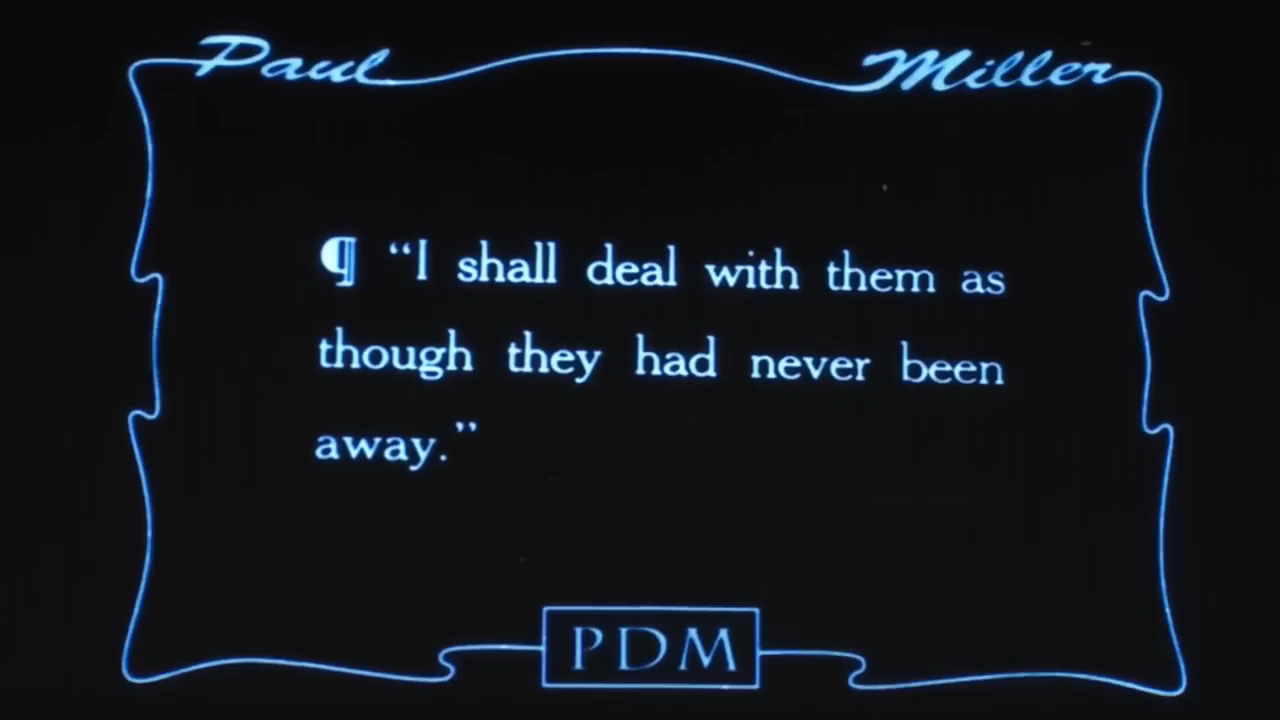 Paul Miller
¶ “I shall deal with them as
though they had never been
away.”
PDM